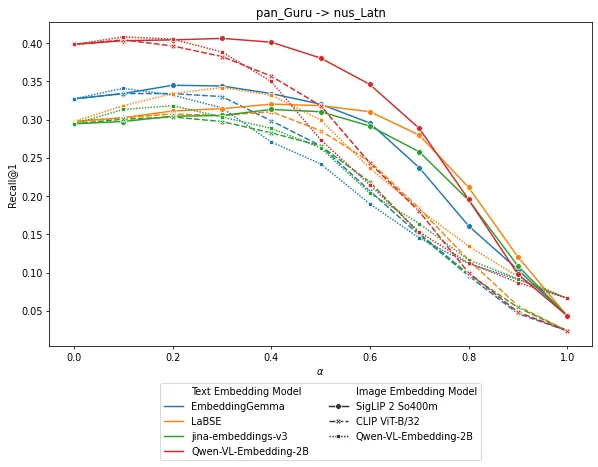 pan_Guru -> nus_Latn
Recall@1
0.40
0.35
0.30
0.25
0.20
0.15
0.10
0.05
0.0
0.2
0.4
0.6
0.8
1.0
α
Text Embedding Model
EmbeddingGemma
LaBSE
jina-embeddings-v3
Qwen-VL-Embedding-2B
Image Embedding Model
SigLIP 2 So400m
CLIP ViT-B/32
Qwen-VL-Embedding-2B